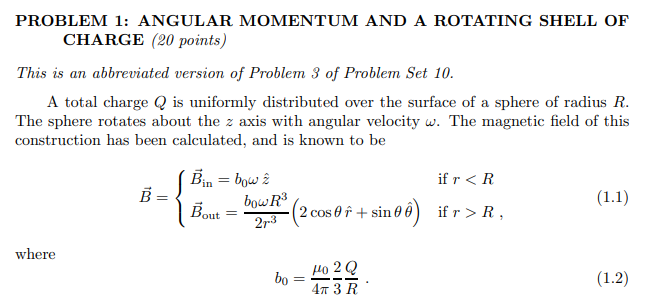 PROBLEM 1: ANGULAR MOMENTUM AND A ROTATING SHELL OF
CHARGE (20 points)
This is an abbreviated version of Problem 3 of Problem Set 10.
A total charge Q is uniformly distributed over the surface of a sphere of radius R.
The sphere rotates about the z axis with angular velocity ω. The magnetic field of this
construction has been calculated, and is known to be
$\vec{B} = \begin{cases} \vec{B}_{\text{in}} = b_0 \omega \, \hat{z} & \text{if } r < R \\ \vec{B}_{\text{out}} = \frac{b_0 \omega R^3}{2r^3} \left( 2 \cos\theta \, \hat{r} + \sin\theta \, \hat{\theta} \right) & \text{if } r > R \, , \end{cases}$ (1.1)
where
$b_0 = \frac{\mu_0}{4\pi} \frac{2}{3} \frac{Q}{R} \, .$ (1.2)